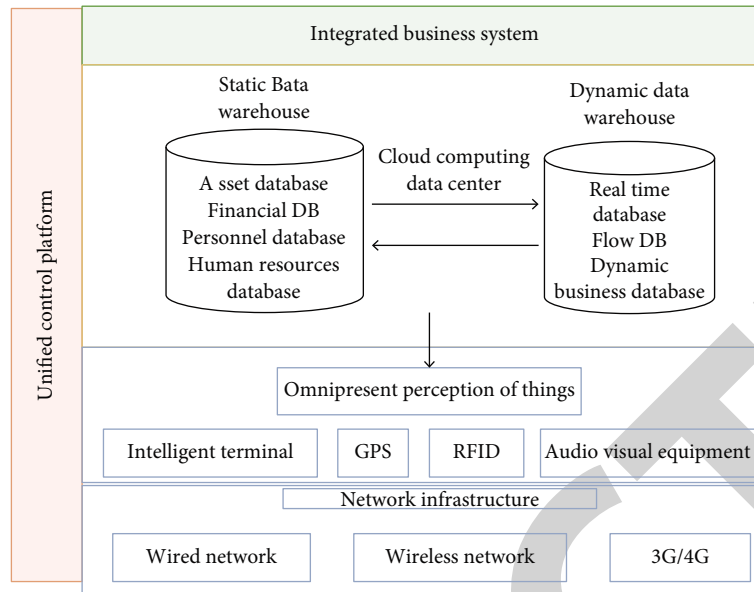 Unified control platform
Integrated business system
Static Bata
warehouse
A sset database
Financial DB
Personnel database
Human resources
database
Cloud computing
data center
Dynamic data
warehouse
Real time
database
Flow DB
Dynamic
business database
Omnipresent perception of things
Intelligent terminal
GPS
RFID
Audio visual equipment
Network infrastructure
Wired network
Wireless network
3G/4G